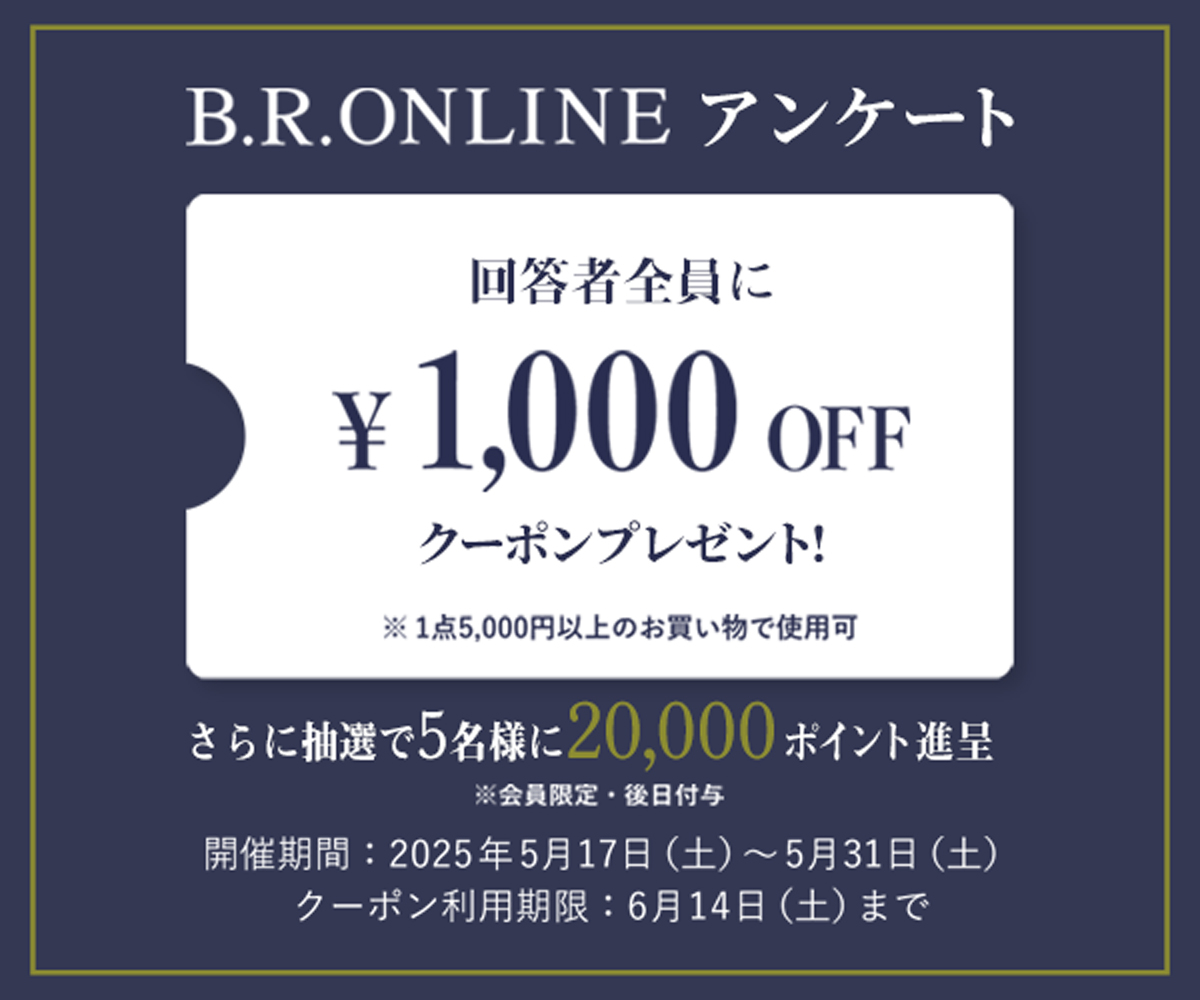 B.R.ONLINE アンケート
回答者全員に
¥1,000 OFF
クーポンプレゼント!
※1点5,000円以上のお買い物で使用可
さらに抽選で5名様に20,000ポイント進呈
※会員限定・後日付与
開催期間：2025年5月17日（土）〜5月31日（土）
クーポン利用期限：6月14日（土）まで